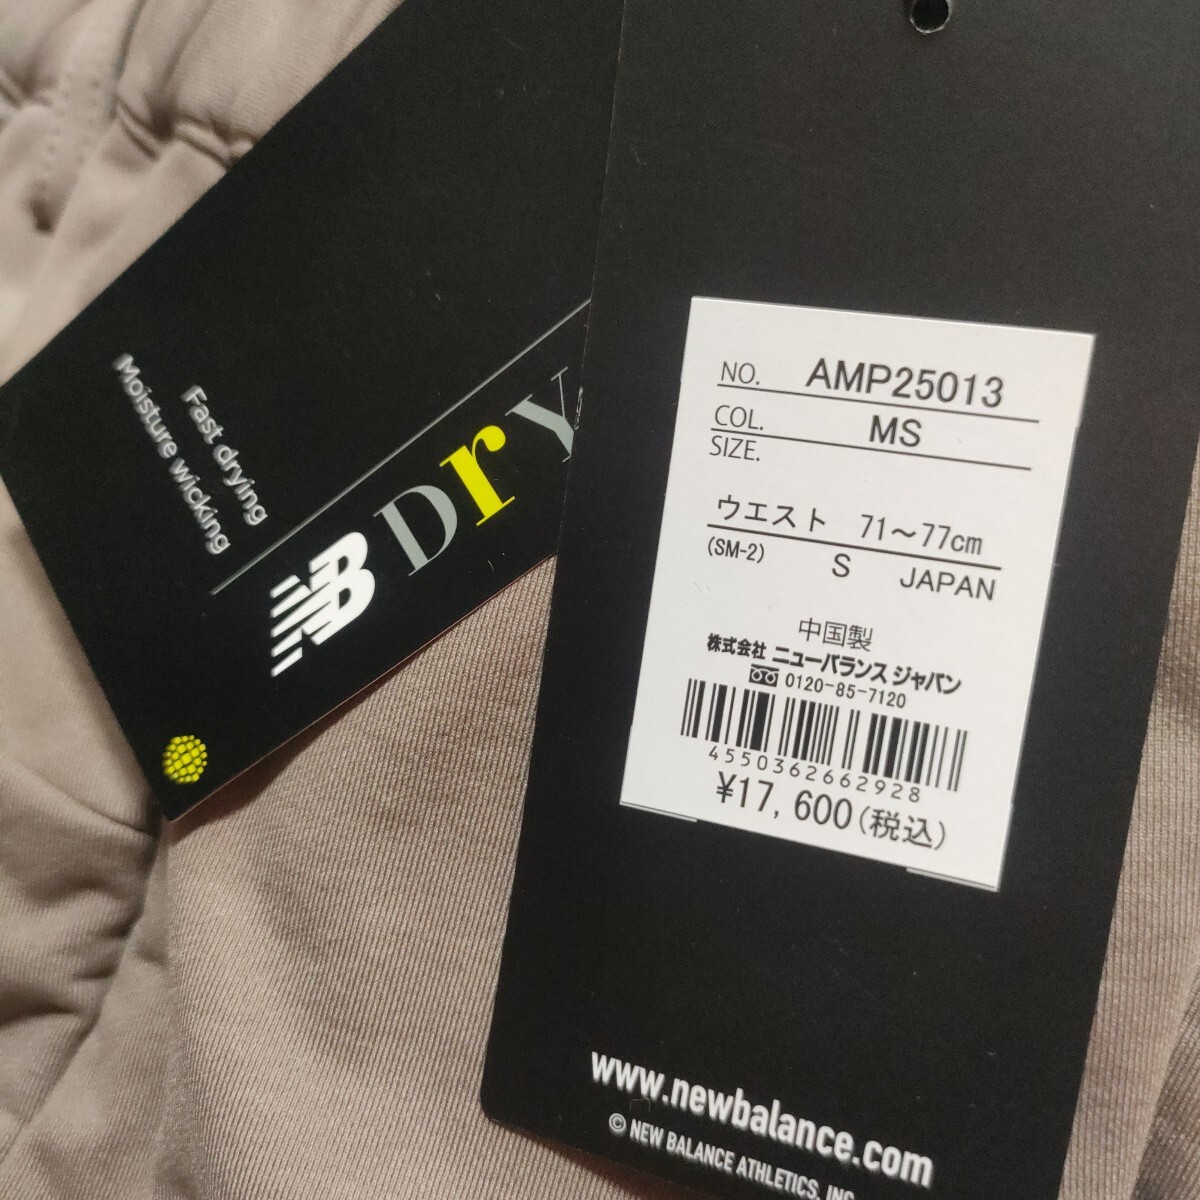 Fast drying
Moisture wicking
NB Dry
NO. AMP25013
COL. MS
SIZE.
ウエスト 71～77cm
(SM-2) S JAPAN
中国製
株式会社 ニューバランス ジャパン
0120-85-7120
4550362662928
¥17,600(税込)
www.newbalance.com
© NEW BALANCE ATHLETICS, INC